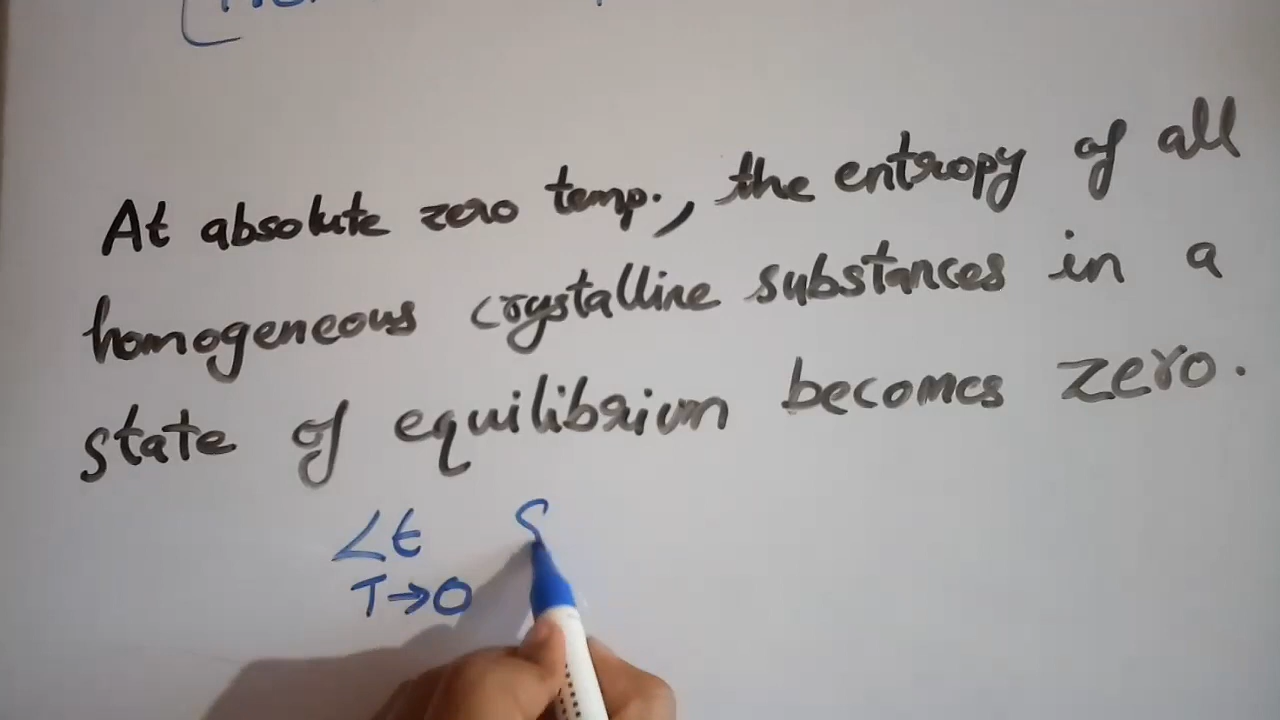 At absolute zero temp., the entropy of all
homogeneous crystalline substances in a
state of equilibrium becomes zero.
Lt S
T→0